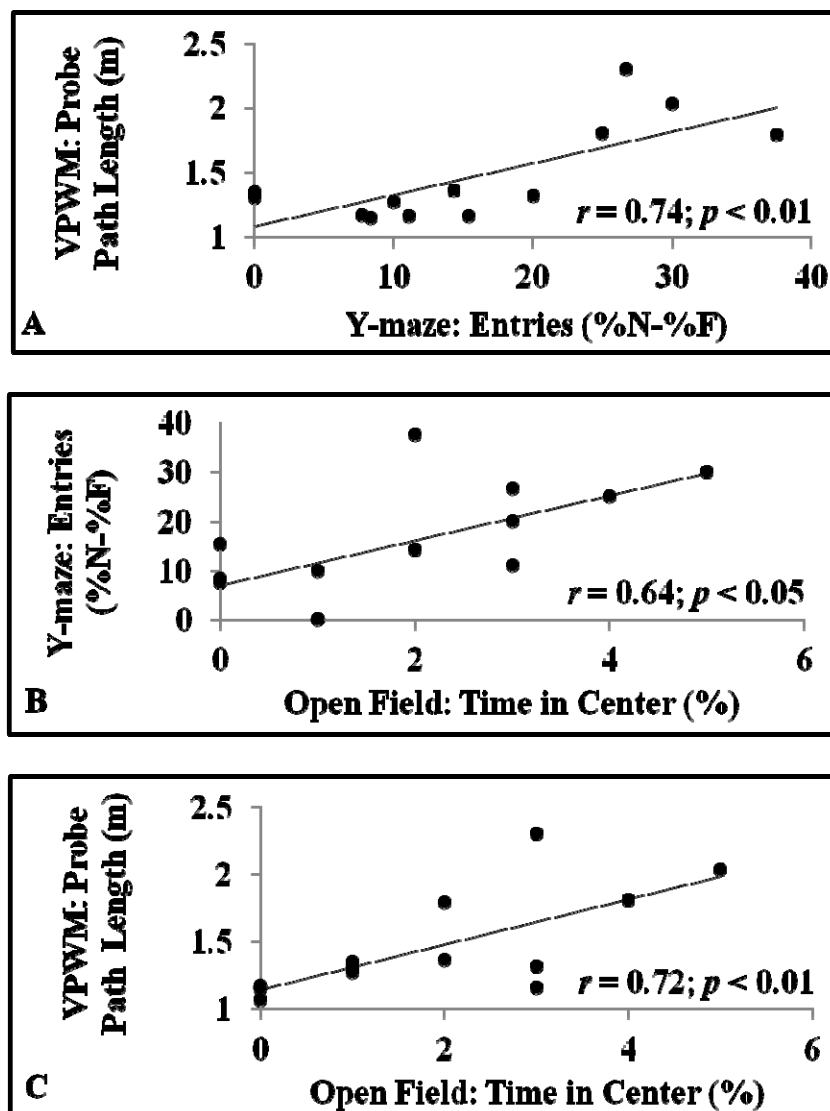 VPWM: Probe
Path Length (m)
2.5
2
1.5
1
0
10
20
30
40
r = 0.74; p < 0.01
A
Y-maze: Entries (%N-%F)
Y-maze: Entries
(%N-%F)
40
30
20
10
0
0
2
4
6
r = 0.64; p < 0.05
B
Open Field: Time in Center (%)
VPWM: Probe
Path Length (m)
2.5
2
1.5
1
0
2
4
6
r = 0.72; p < 0.01
C
Open Field: Time in Center (%)